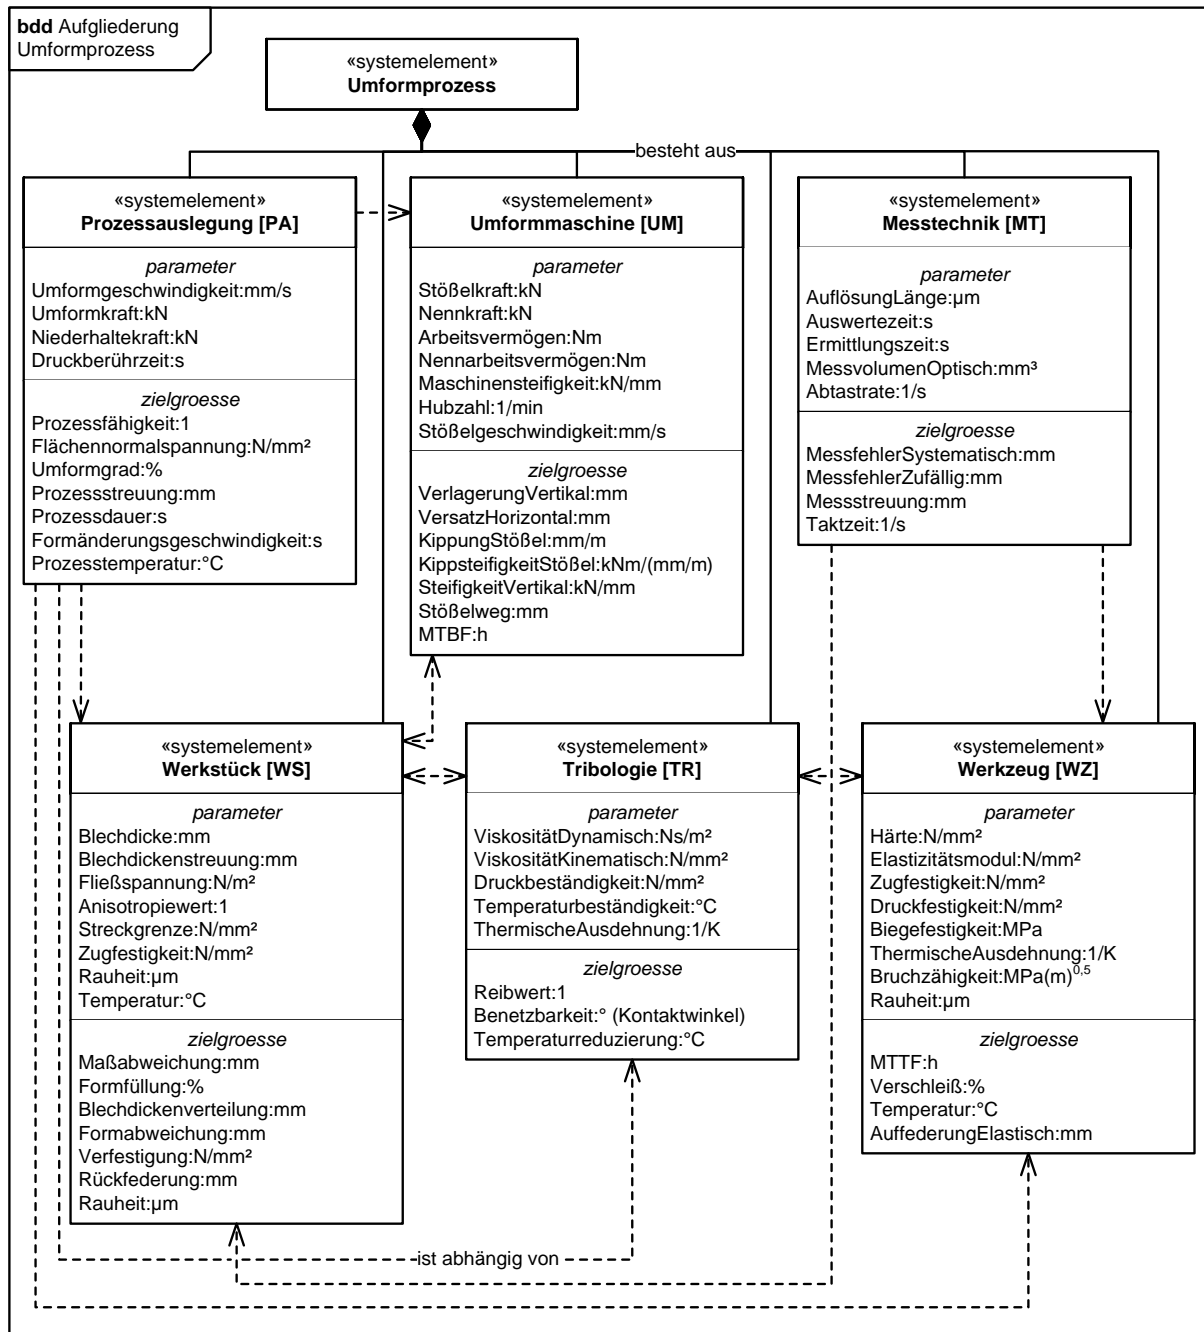 bdd Aufgliederung
Umformprozess
«systemelement»
Umformprozess
besteht aus
«systemelement»
Prozessauslegung [PA]
parameter
Umformgeschwindigkeit:mm/s
Umformkraft:kN
Niederhaltekraft:kN
Druckberührzeit:s
zielgroesse
Prozessfähigkeit:1
Flächennormalspannung:N/mm²
Umformgrad:%
Prozessstreuung:mm
Prozessdauer:s
Formänderungsgeschwindigkeit:s
Prozesstemperatur:°C
«systemelement»
Umformmaschine [UM]
parameter
Stößelkraft:kN
Nennkraft:kN
Arbeitsvermögen:Nm
Nennarbeitsvermögen:Nm
Maschinensteifigkeit:kN/mm
Hubzahl:1/min
Stößelgeschwindigkeit:mm/s
zielgroesse
VerlagerungVertikal:mm
VersatzHorizontal:mm
KippungStößel:mm/m
KippsteifigkeitStößel:kNm/(mm/m)
SteifigkeitVertikal:kN/mm
Stößelweg:mm
MTBF:h
«systemelement»
Messtechnik [MT]
parameter
AuflösungLänge:µm
Auswertezeit:s
Ermittlungszeit:s
MessvolumenOptisch:mm³
Abtastrate:1/s
zielgroesse
MessfehlerSystematisch:mm
MessfehlerZufällig:mm
Messstreuung:mm
Taktzeit:1/s
«systemelement»
Werkstück [WS]
parameter
Blechdicke:mm
Blechdickenstreuung:mm
Fließspannung:N/m²
Anisotropiewert:1
Streckgrenze:N/mm²
Zugfestigkeit:N/mm²
Rauheit:µm
Temperatur:°C
zielgroesse
Maßabweichung:mm
Formfüllung:%
Blechdickenverteilung:mm
Formabweichung:mm
Verfestigung:N/mm²
Rückfederung:mm
Rauheit:µm
«systemelement»
Tribologie [TR]
parameter
ViskositätDynamisch:Ns/m²
ViskositätKinematisch:N/mm²
Druckbeständigkeit:N/mm²
Temperaturbeständigkeit:°C
ThermischeAusdehnung:1/K
zielgroesse
Reibwert:1
Benetzbarkeit:° (Kontaktwinkel)
Temperaturreduzierung:°C
«systemelement»
Werkzeug [WZ]
parameter
Härte:N/mm²
Elastizitätsmodul:N/mm²
Zugfestigkeit:N/mm²
Druckfestigkeit:N/mm²
Biegefestigkeit:MPa
ThermischeAusdehnung:1/K
Bruchzähigkeit:MPa(m)0,5
Rauheit:µm
zielgroesse
MTTF:h
Verschleiß:%
Temperatur:°C
AuffederungElastisch:mm
ist abhängig von